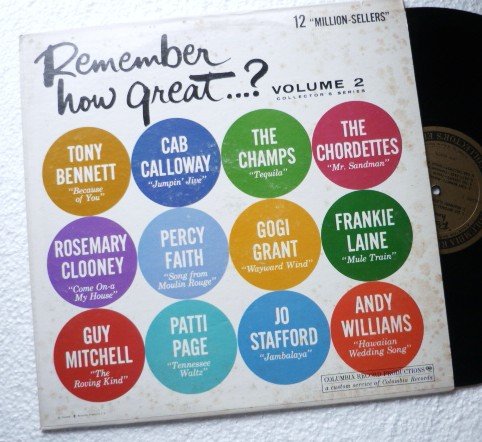 12 "MILLION-SELLERS"
Remember
how great...?
VOLUME 2
COLLECTOR'S SERIES
TONY
BENNETT
"Because
of You"
CAB
CALLOWAY
"Jumpin' Jive"
THE
CHAMPS
"Tequila"
THE
CHORDETTES
"Mr. Sandman"
ROSEMARY
CLOONEY
"Come On-a
My House"
PERCY
FAITH
"Song from
Moulin Rouge"
GOGI
GRANT
"Wayward Wind"
FRANKIE
LAINE
"Mule Train"
GUY
MITCHELL
"The
Roving Kind"
PATTI
PAGE
"Tennessee
Waltz"
JO
STAFFORD
"Jambalaya"
ANDY
WILLIAMS
"Hawaiian
Wedding Song"
COLUMBIA RECORD PRODUCTIONS
a custom service of Columbia Records